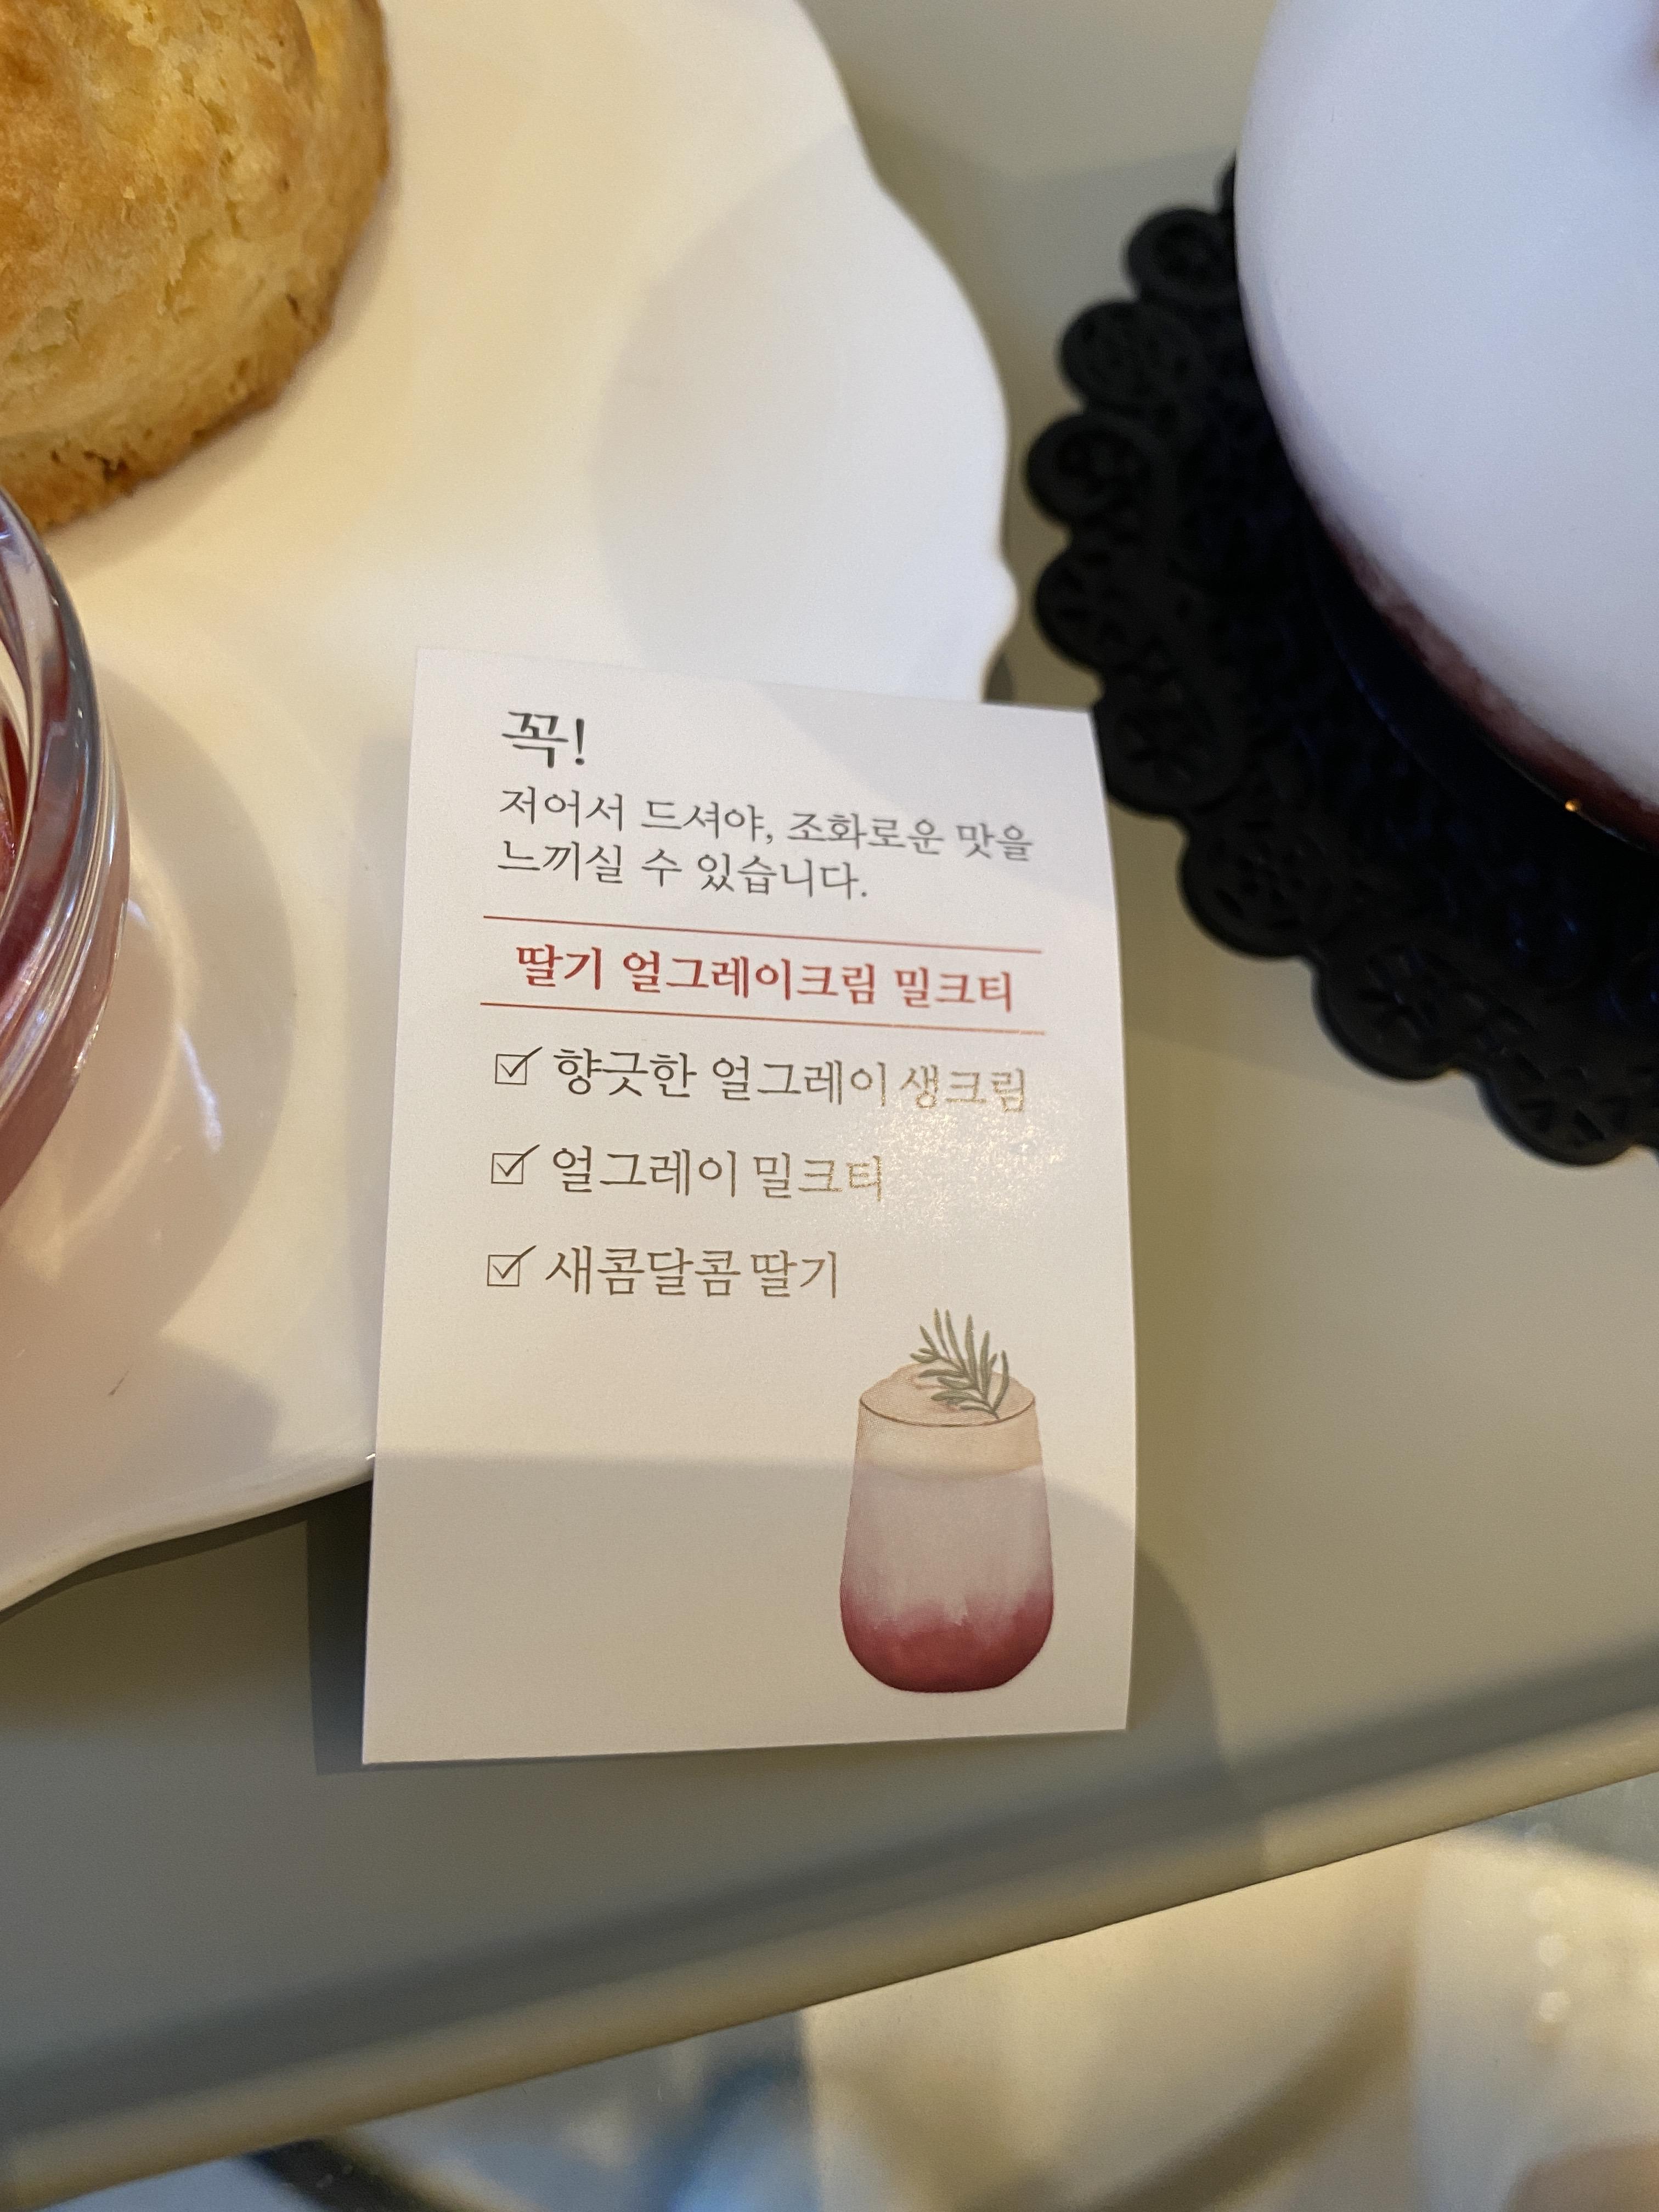 꼭!
저어서 드셔야, 조화로운 맛을
느끼실 수 있습니다.
딸기 얼그레이크림 밀크티
☑ 향긋한 얼그레이 생크림
☑ 얼그레이 밀크티
☑ 새콤달콤 딸기